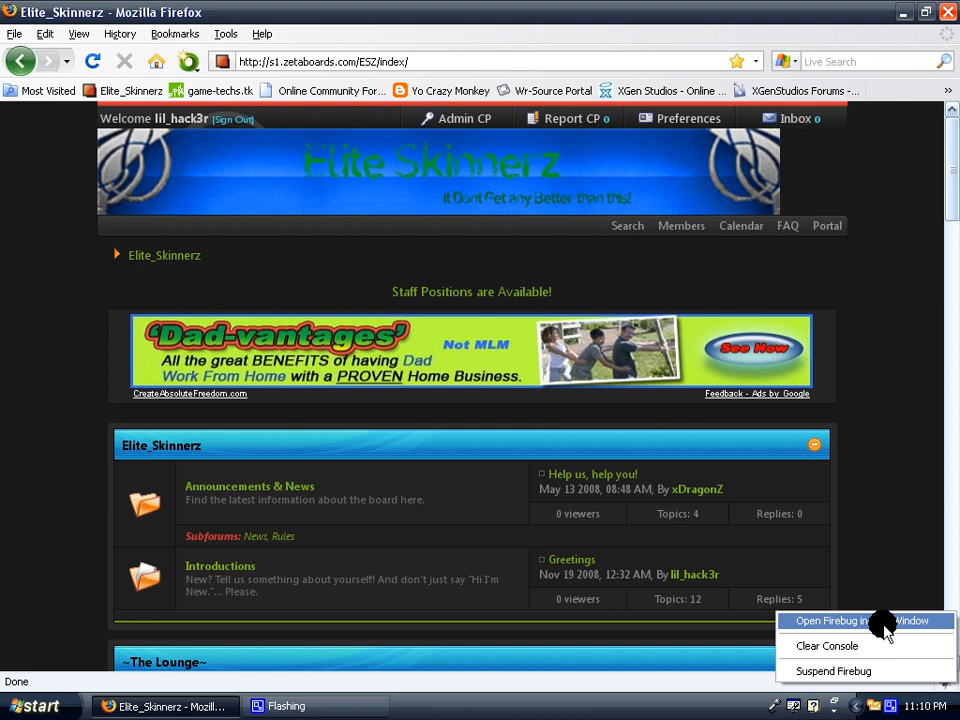 Elite_Skinnerz - Mozilla Firefox
File Edit View History Bookmarks Tools Help
http://s1.zetaboards.com/ESZ/index/
Live Search
Most Visited Elite_Skinnerz game-techs.tk Online Community For... Yo Crazy Monkey Wr-Source Portal XGen Studios - Online ... XGenStudios Forums -... »
Welcome lil_hack3r [Sign Out] Admin CP Report CP 0 Preferences Inbox 0
Elite Skinnerz
it Dont Get any Better than this!
Search Members Calendar FAQ Portal
Elite_Skinnerz
Staff Positions are Available!
'Dad-vantages' Not MLM See Now
All the great BENEFITS of having Dad
Work From Home with a PROVEN Home Business.
CreateAbsoluteFreedom.com Feedback - Ads by Google
Elite_Skinnerz
Announcements & News
Find the latest information about the board here.
Help us, help you!
May 13 2008, 08:48 AM, By xDragonZ
0 viewers Topics: 4 Replies: 0
Subforums: News, Rules
Introductions
New? Tell us something about yourself! And don't just say "Hi I'm
New."... Please.
Greetings
Nov 19 2008, 12:32 AM, By lil_hack3r
0 viewers Topics: 12 Replies: 5
~The Lounge~
Open Firebug in Window
Clear Console
Suspend Firebug
Done
start Elite_Skinnerz - Mozill... Flashing 11:10 PM